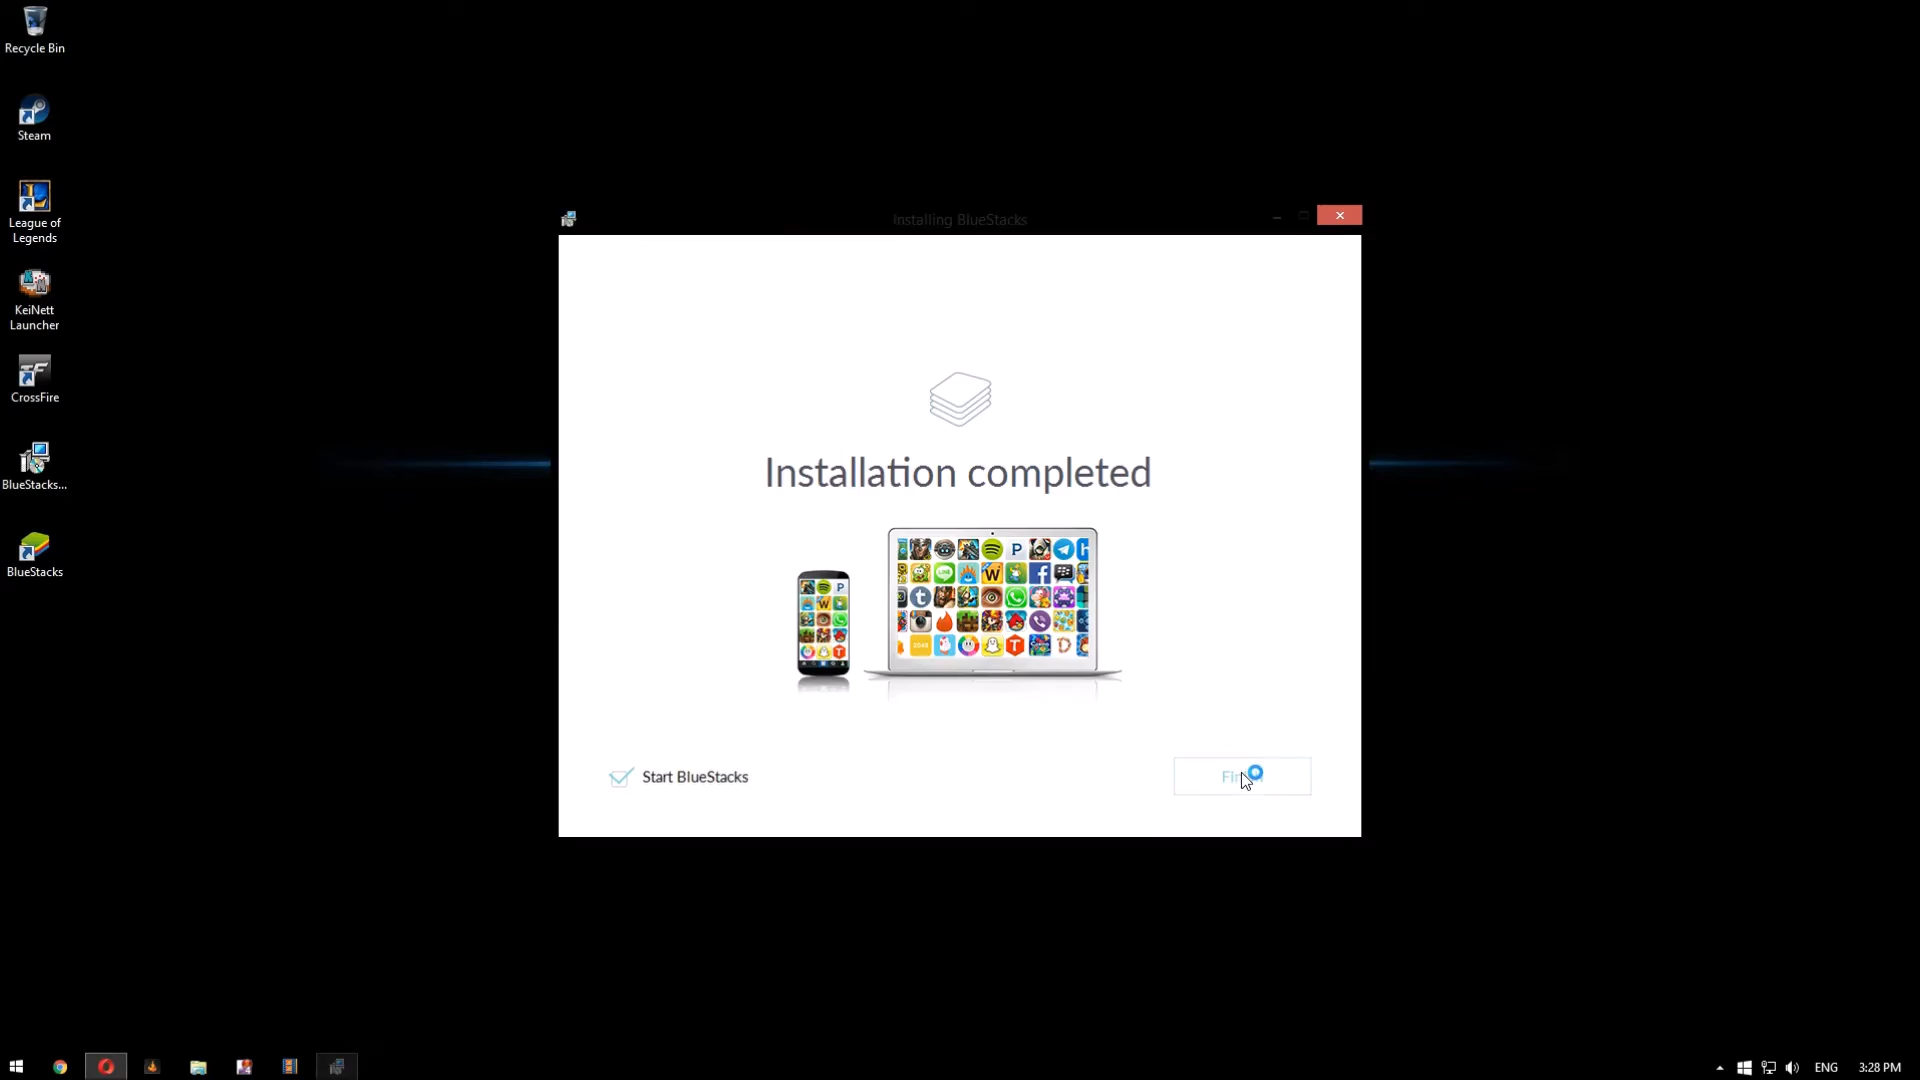 Recycle Bin
Steam
League of
Legends
KeiNett
Launcher
CrossFire
BlueStacks...
BlueStacks
Installing BlueStacks
Installation completed
Start BlueStacks
ENG
3:28 PM